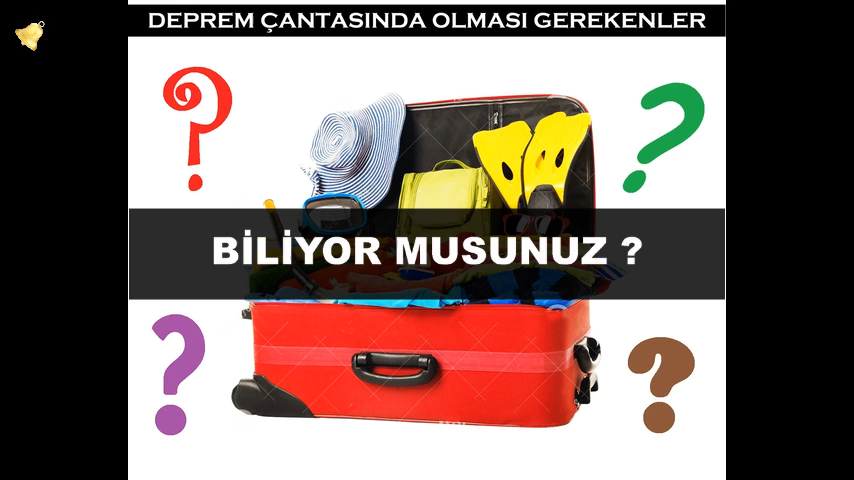 DEPREM ÇANTASINDA OLMASI GEREKENLER
BİLİYOR MUSUNUZ ?